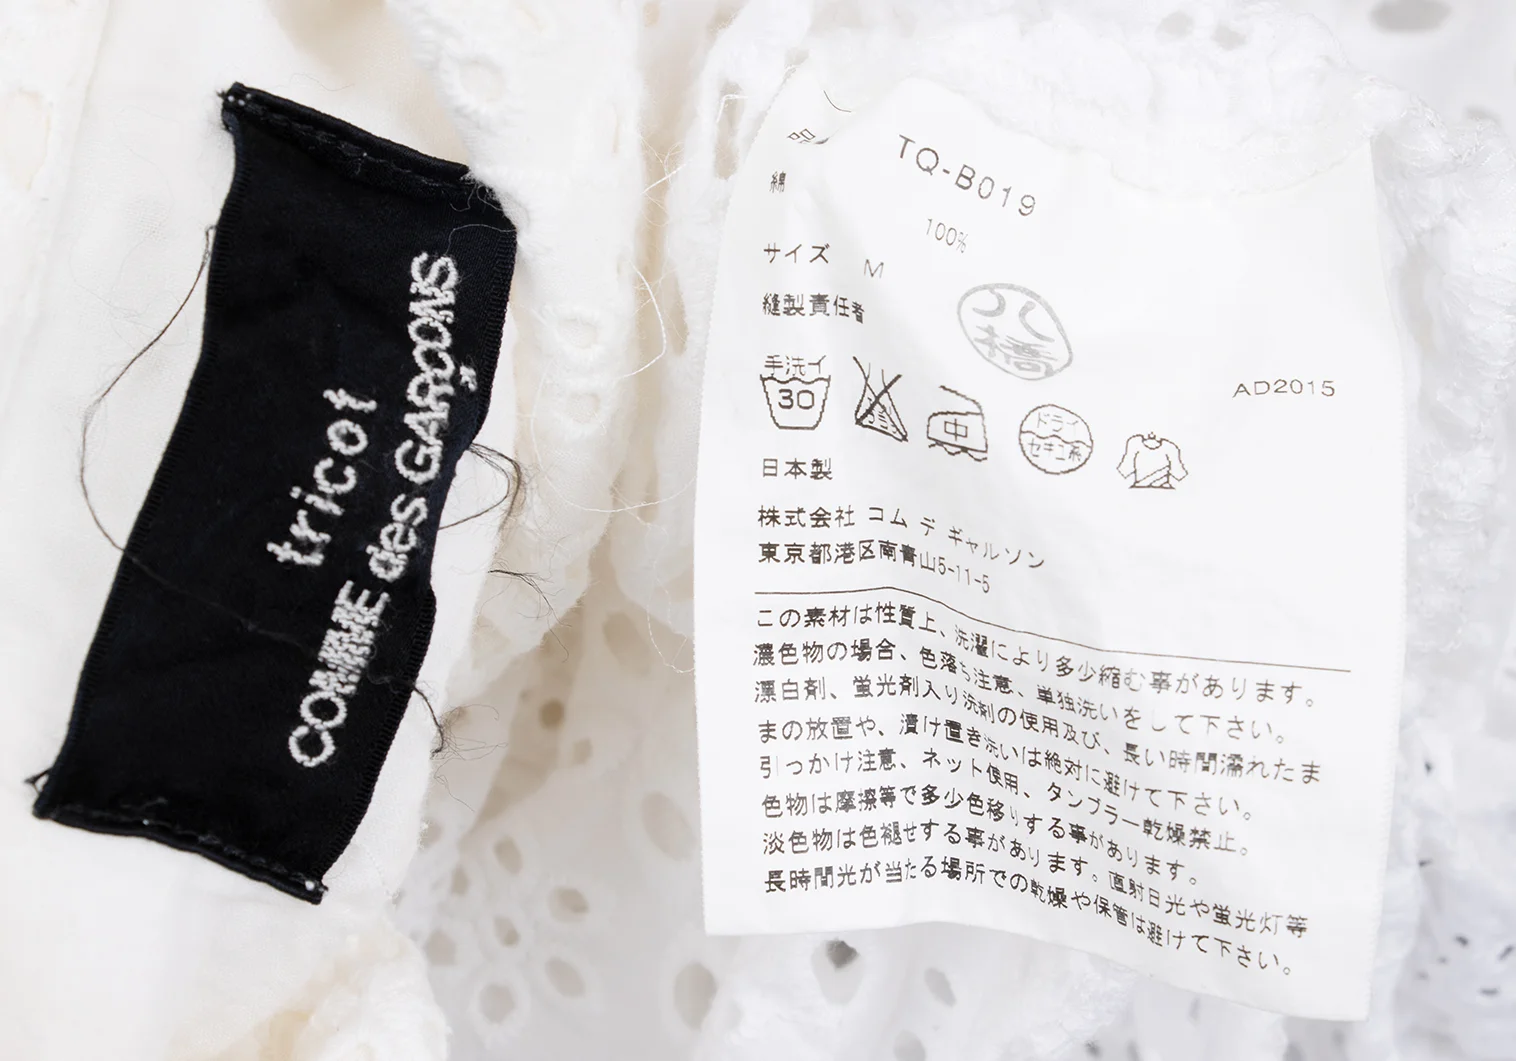 tricot
COMME des GARÇONS
品
TQ-B019
綿
100%
サイズ M
縫製責任者
八橋
手洗イ
30
中
ドライ
セキユ系
AD2015
日本製
株式会社 コム デ ギャルソン
東京都港区南青山5-11-5
この素材は性質上、洗濯により多少縮む事があります。
濃色物の場合、色落ち注意、単独洗いをして下さい。
漂白剤、蛍光剤入り洗剤の使用及び、長い時間濡れたま
まの放置や、漬け置き洗いは絶対に避けて下さい。
引っかけ注意、ネット使用、タンブラー乾燥禁止。
色物は摩擦等で多少色移りする事があります。
淡色物は色褪せする事があります。直射日光や蛍光灯等
長時間光が当たる場所での乾燥や保管は避けて下さい。